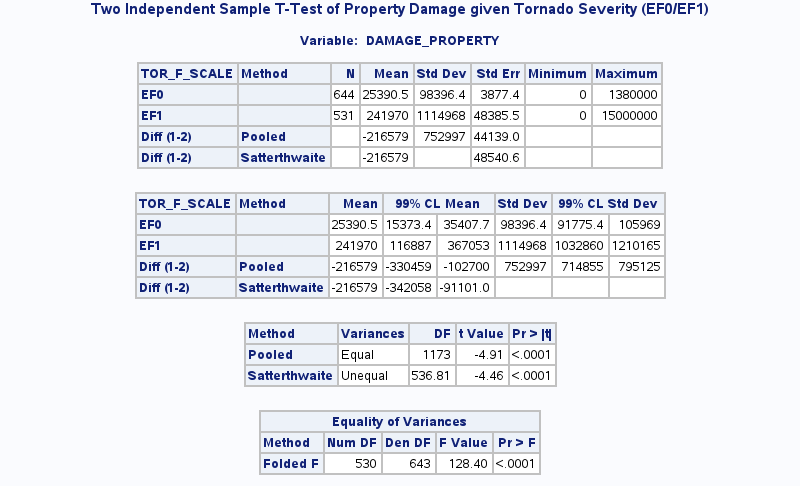 Two Independent Sample T-Test of Property Damage given Tornado Severity (EF0/EF1)
Variable: DAMAGE_PROPERTY
TOR_F_SCALE Method N Mean Std Dev Std Err Minimum Maximum
EF0 644 25390.5 98396.4 3877.4 0 1380000
EF1 531 241970 1114968 48385.5 0 15000000
Diff (1-2) Pooled -216579 752997 44139.0
Diff (1-2) Satterthwaite -216579 48540.6
TOR_F_SCALE Method Mean 99% CL Mean Std Dev 99% CL Std Dev
EF0 25390.5 15373.4 35407.7 98396.4 91775.4 105969
EF1 241970 116887 367053 1114968 1032860 1210165
Diff (1-2) Pooled -216579 -330459 -102700 752997 714855 795125
Diff (1-2) Satterthwaite -216579 -342058 -91101.0
Method Variances DF t Value Pr > |t|
Pooled Equal 1173 -4.91 <.0001
Satterthwaite Unequal 536.81 -4.46 <.0001
Equality of Variances
Method Num DF Den DF F Value Pr > F
Folded F 530 643 128.40 <.0001